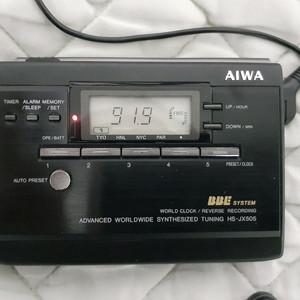 AIWA
TIMER ALARM MEMORY
/SLEEP /SET
UP / HOUR
91.9
DOWN / MIN
OPE/BATT
TYO HNL NYC PAR
1 2 3 4 5 PRESET/CLOCK
AUTO PRESET
BBE SYSTEM
WORLD CLOCK / REVERSE RECORDING
ADVANCED WORLDWIDE SYNTHESIZED TUNING HS-JX505